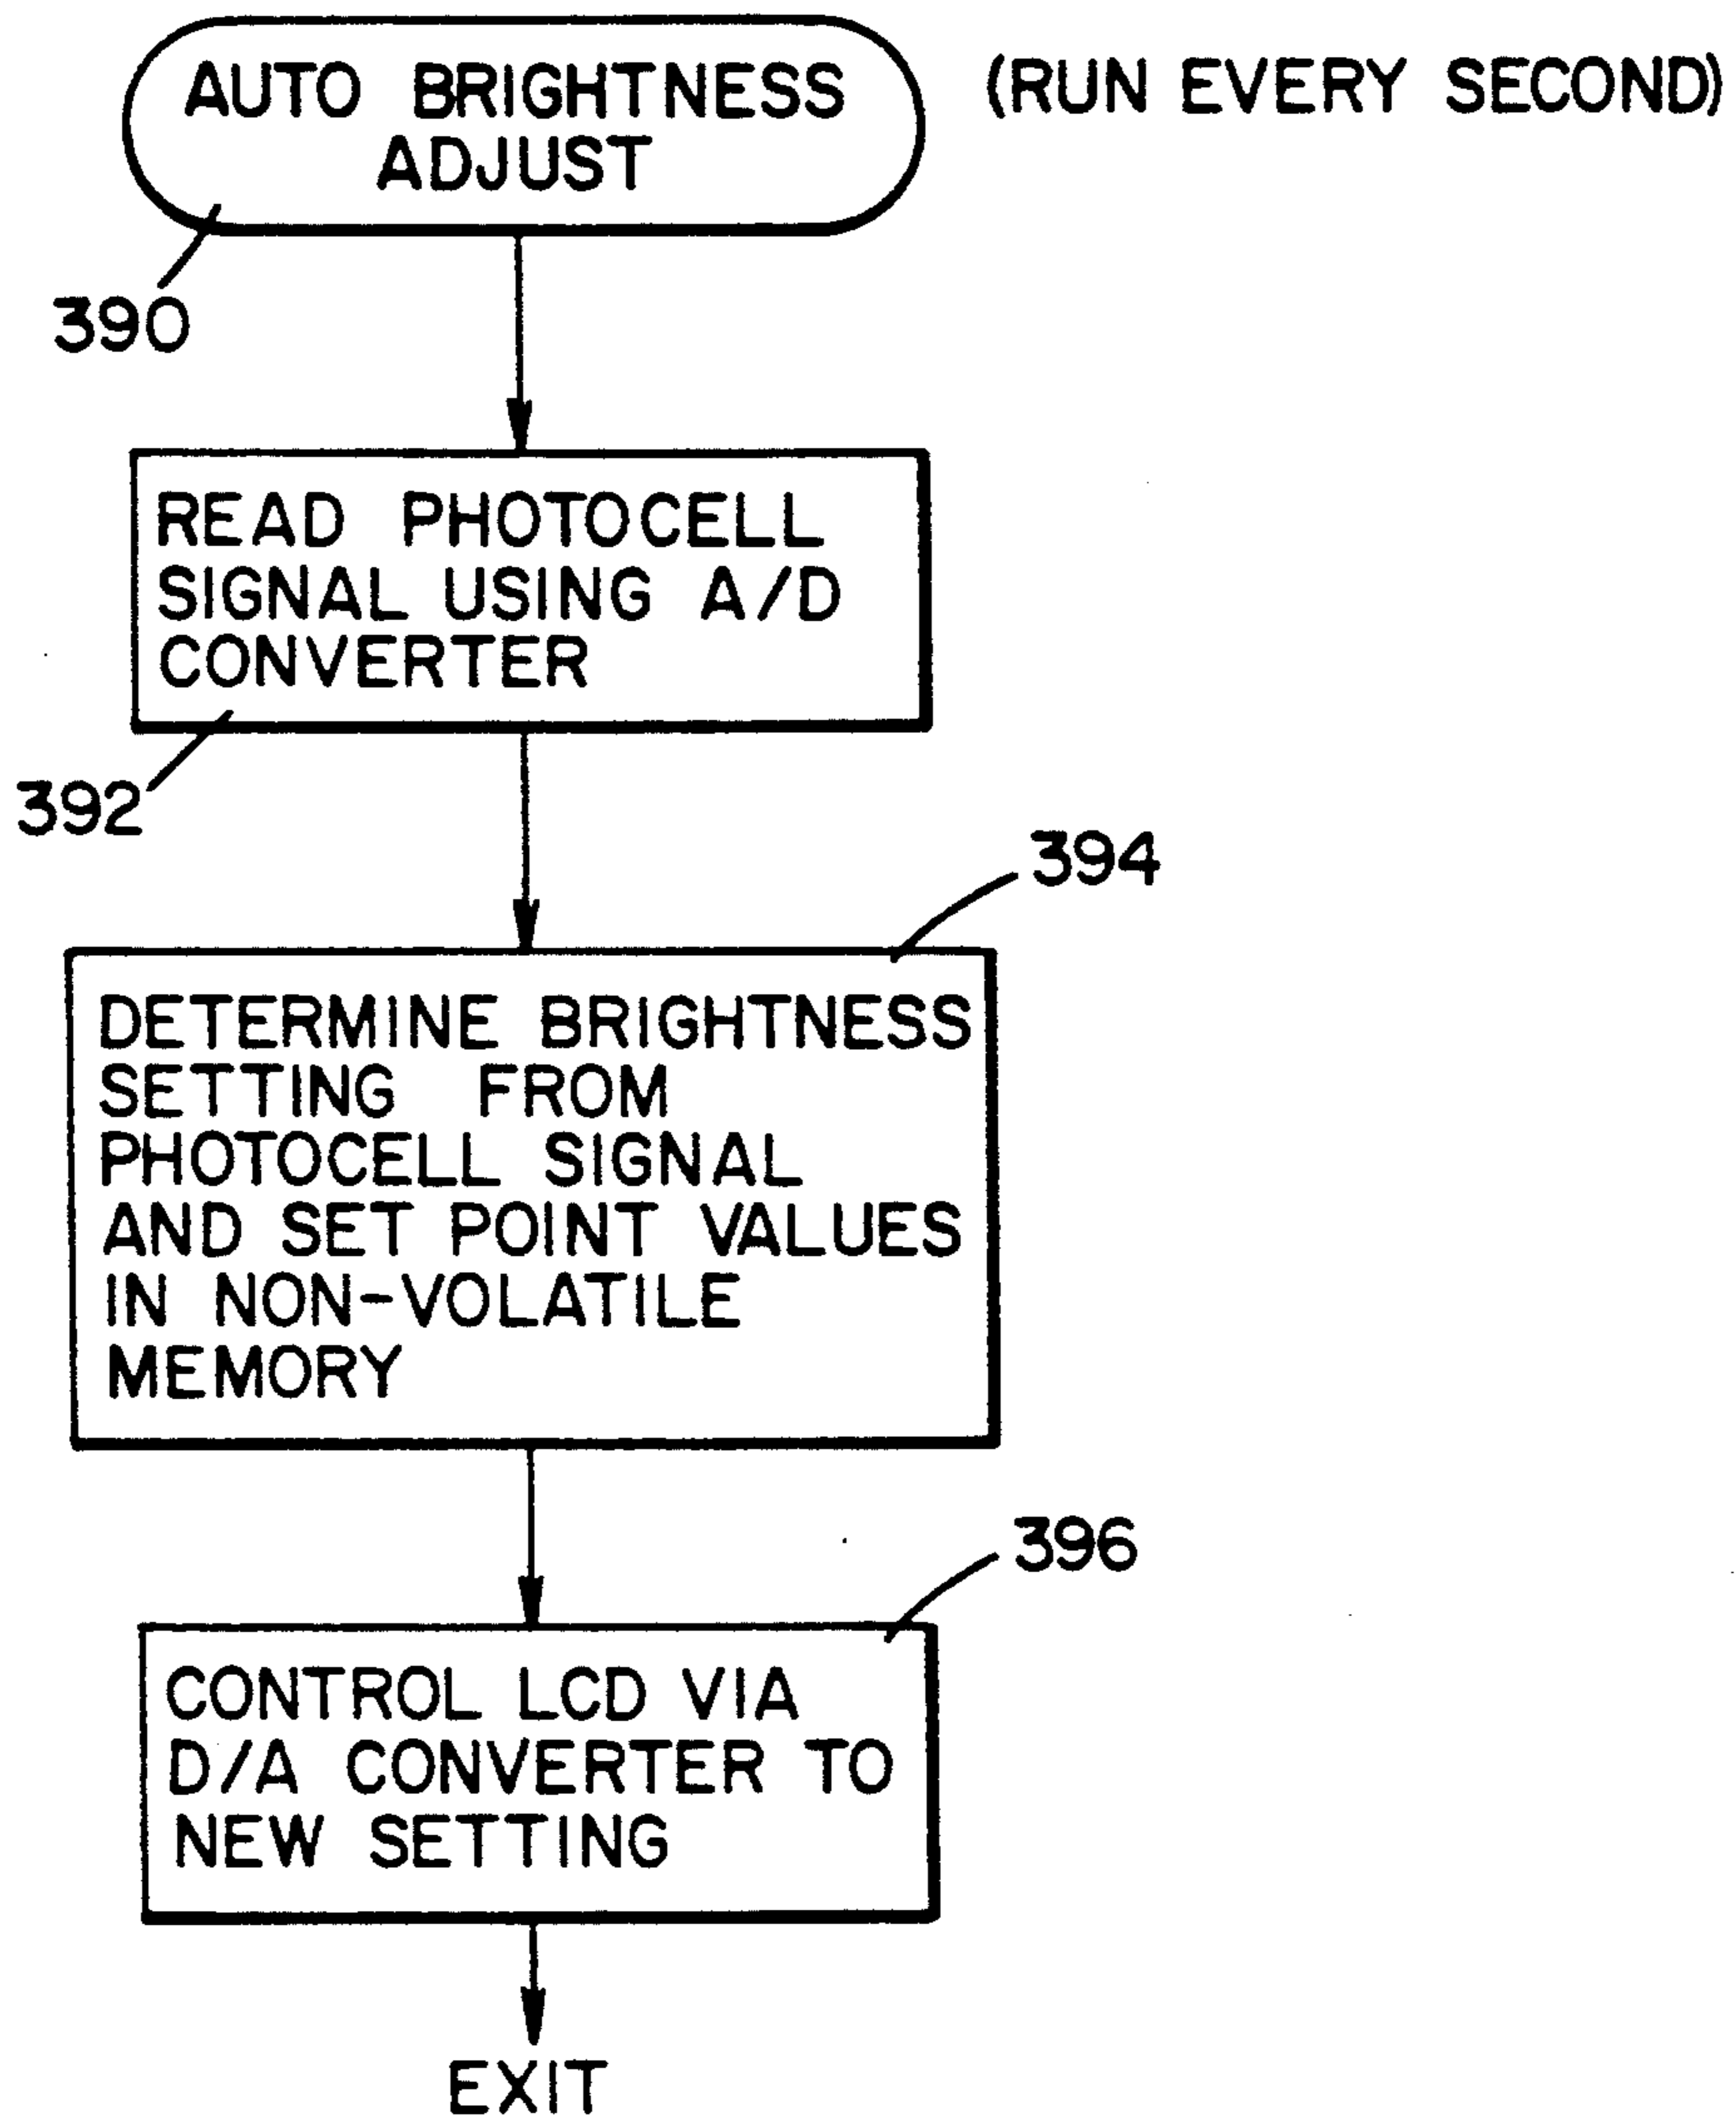 AUTO BRIGHTNESS
ADJUST
(RUN EVERY SECOND)
390
READ PHOTOCELL
SIGNAL USING A/D
CONVERTER
392
394
DETERMINE BRIGHTNESS
SETTING FROM
PHOTOCELL SIGNAL
AND SET POINT VALUES
IN NON-VOLATILE
MEMORY
396
CONTROL LCD VIA
D/A CONVERTER TO
NEW SETTING
EXIT